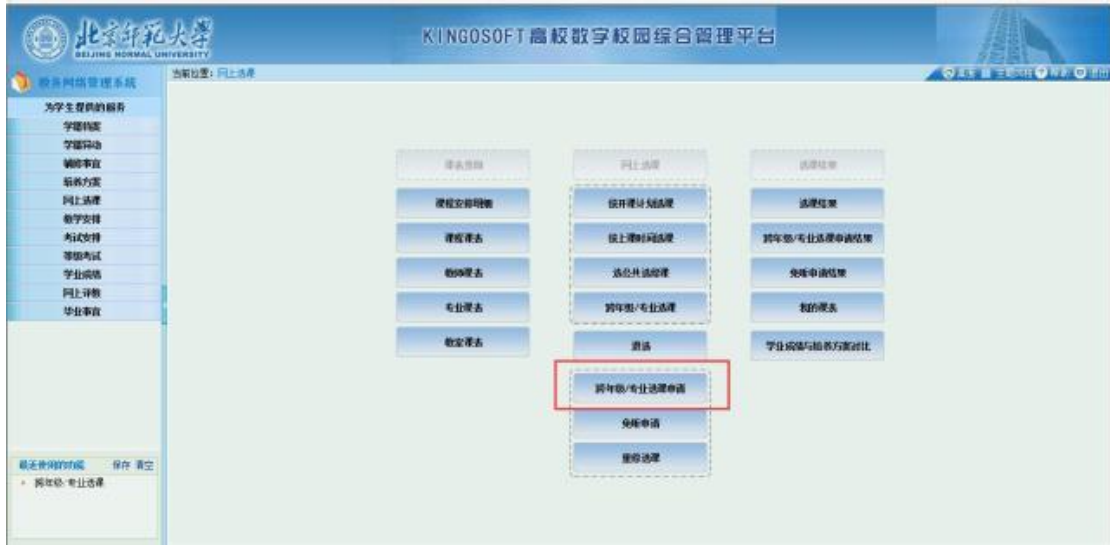 北京师范大学
BEIJING NORMAL UNIVERSITY
KINGOSOFT高校数字校园综合管理平台
教务网络管理系统
当前位置：网上选课
为学生提供的服务
学籍档案
学籍异动
辅修事宜
培养方案
网上选课
教学安排
考试安排
等级考试
学业成绩
网上评教
毕业事宜
课表查询
网上选课
选课结果
课程安排明细
按开课计划选课
选课结果
课程课表
按上课时间选课
跨年级/专业选课申请结果
教师课表
选公共选修课
免听申请结果
专业课表
跨年级/专业选课
我的课表
教室课表
退选
学业成绩与培养方案对比
跨年级/专业选课申请
免听申请
重修选课
最近使用的功能
保存 清空
跨年级/专业选课